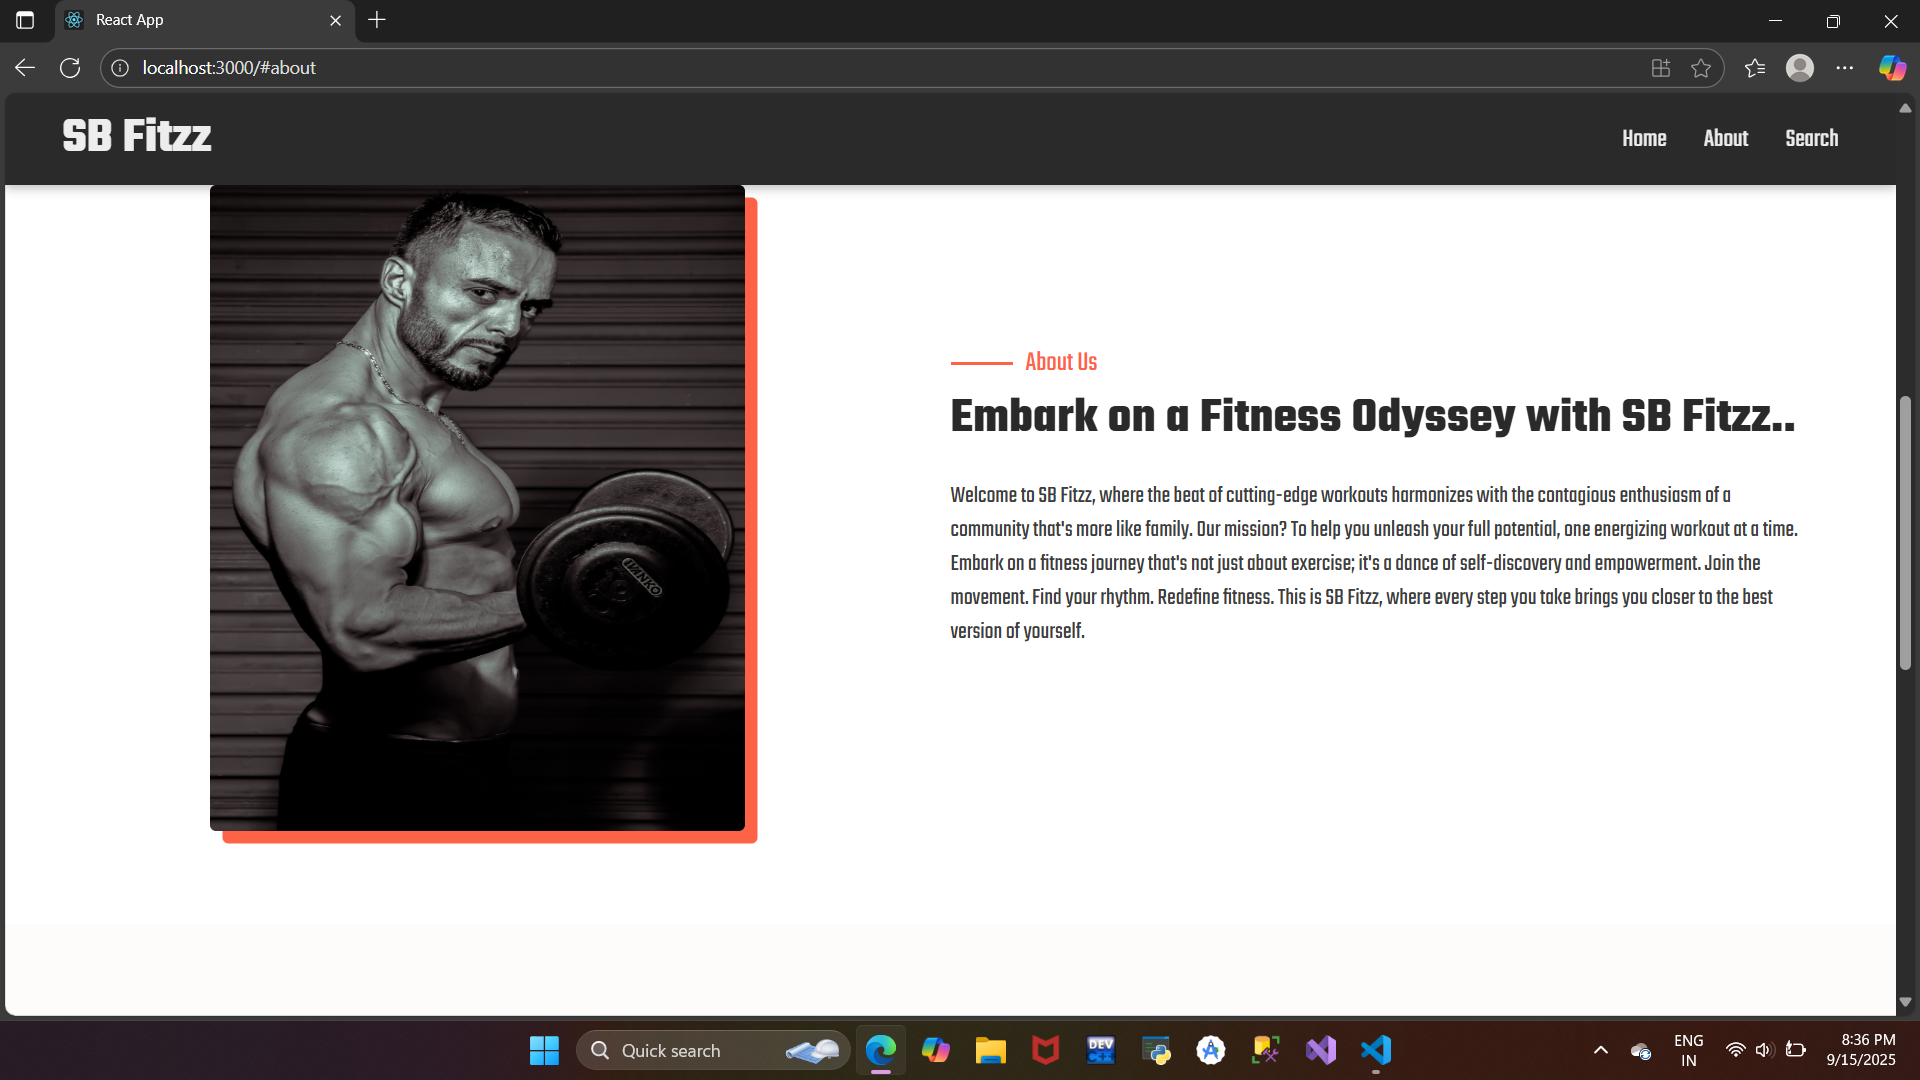 React App
localhost:3000/#about
SB Fitzz
Home About Search
About Us
Embark on a Fitness Odyssey with SB Fitzz..
Welcome to SB Fitzz, where the beat of cutting-edge workouts harmonizes with the contagious enthusiasm of a
community that's more like family. Our mission? To help you unleash your full potential, one energizing workout at a time.
Embark on a fitness journey that's not just about exercise; it's a dance of self-discovery and empowerment. Join the
movement. Find your rhythm. Redefine fitness. This is SB Fitzz, where every step you take brings you closer to the best
version of yourself.
IVANKO
Quick search
DEV
ENG
IN
8:36 PM
9/15/2025